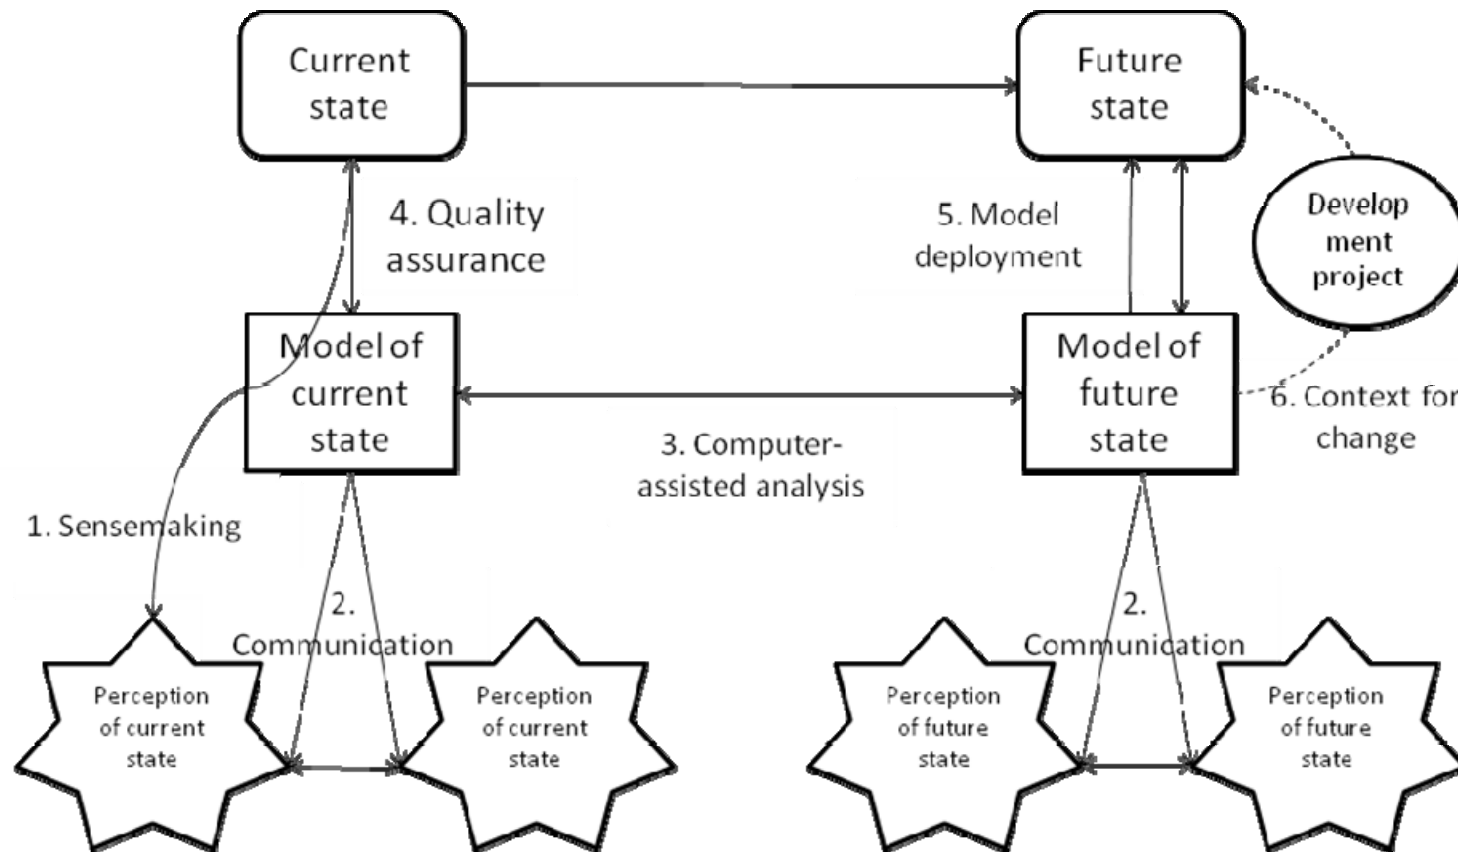 Current
state
Future
state
4. Quality
assurance
5. Model
deployment
Develop
ment
project
Model of
current
state
Model of
future
state
6. Context for
change
3. Computer-
assisted analysis
1. Sensemaking
2.
Communication
2.
Communication
Perception
of current
state
Perception
of current
state
Perception
of future
state
Perception
of future
state